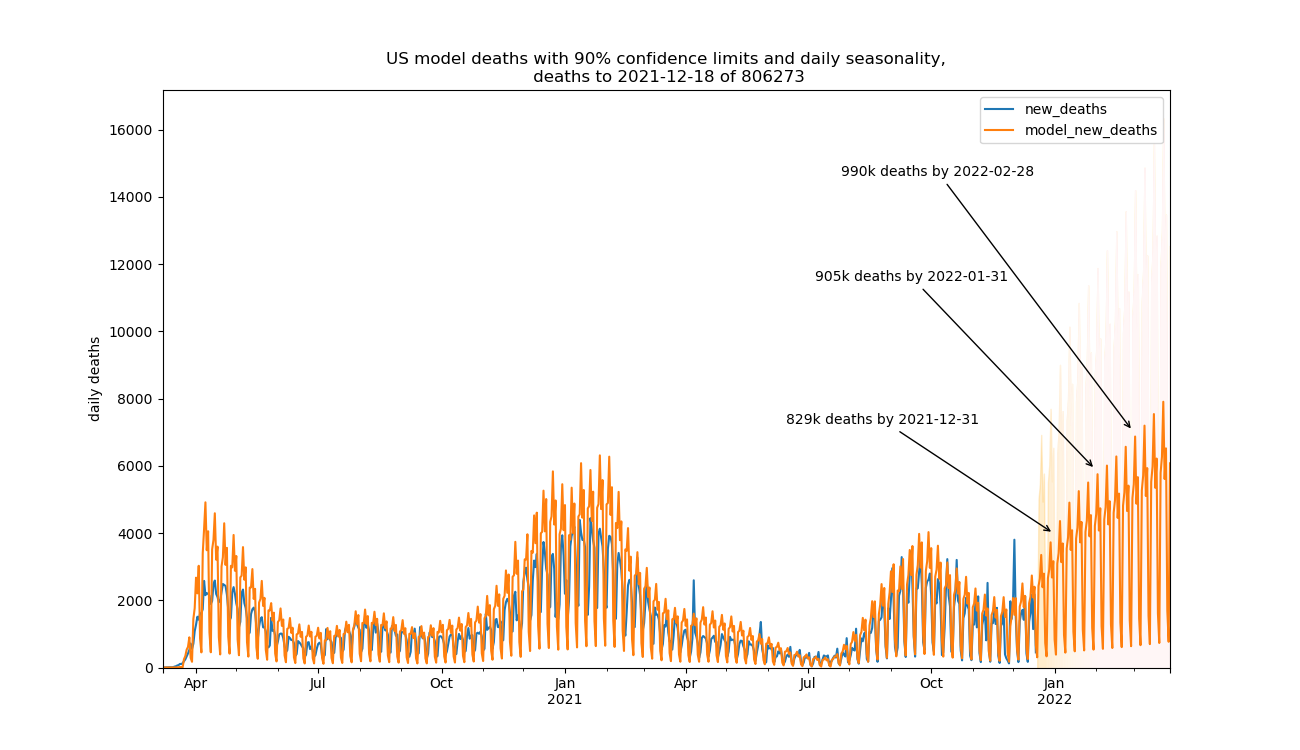 US model deaths with 90% confidence limits and daily seasonality,
deaths to 2021-12-18 of 806273
new_deaths
model_new_deaths
990k deaths by 2022-02-28
905k deaths by 2022-01-31
829k deaths by 2021-12-31
daily deaths
16000
14000
12000
10000
8000
6000
4000
2000
0
Apr
Jul
Oct
Jan
2021
Apr
Jul
Oct
Jan
2022